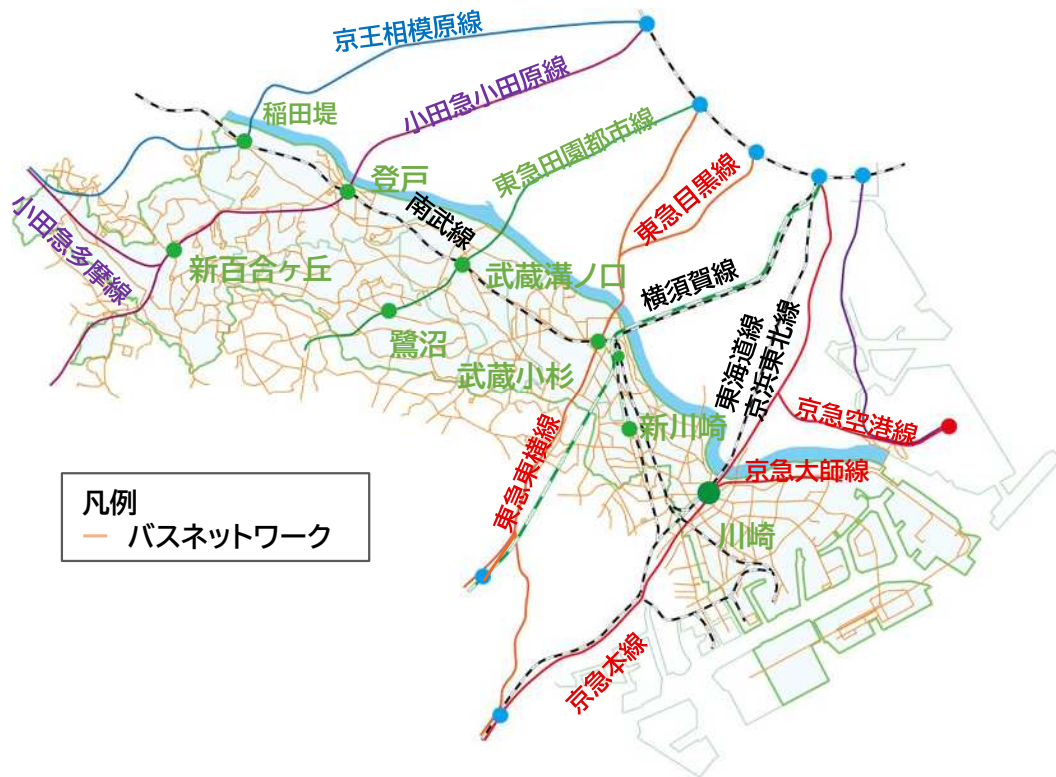 京王相模原線
小田急小田原線
稲田堤
東急田園都市線
登戸
東急目黒線
南武線
小田急多摩線
新百合ヶ丘
武蔵溝ノ口
横須賀線
鷺沼
武蔵小杉
東海道線
京浜東北線
新川崎
京急空港線
京急大師線
東急東横線
川崎
凡例
バスネットワーク
京急本線